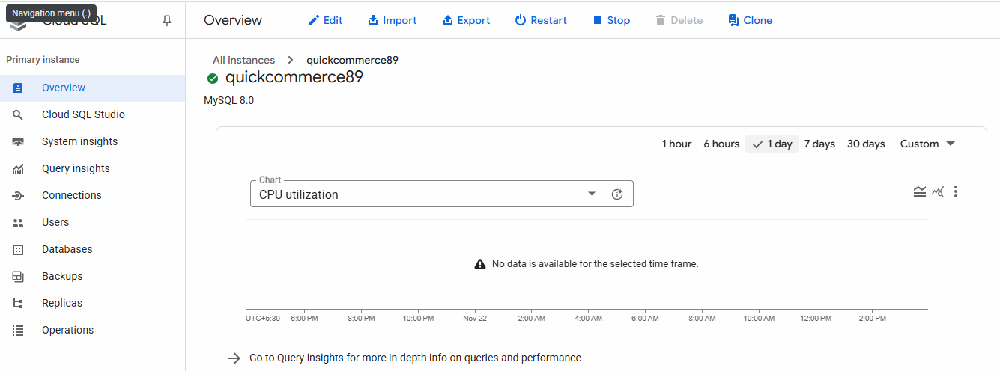 Navigation menu (.)
Cloud SQL
Overview
Edit
Import
Export
Restart
Stop
Delete
Clone
Primary instance
Overview
Cloud SQL Studio
System insights
Query insights
Connections
Users
Databases
Backups
Replicas
Operations
All instances > quickcommerce89
quickcommerce89
MySQL 8.0
1 hour 6 hours 1 day 7 days 30 days Custom
Chart
CPU utilization
No data is available for the selected time frame.
UTC+5:30 6:00 PM 8:00 PM 10:00 PM Nov 22 2:00 AM 4:00 AM 6:00 AM 8:00 AM 10:00 AM 12:00 PM 2:00 PM
Go to Query insights for more in-depth info on queries and performance